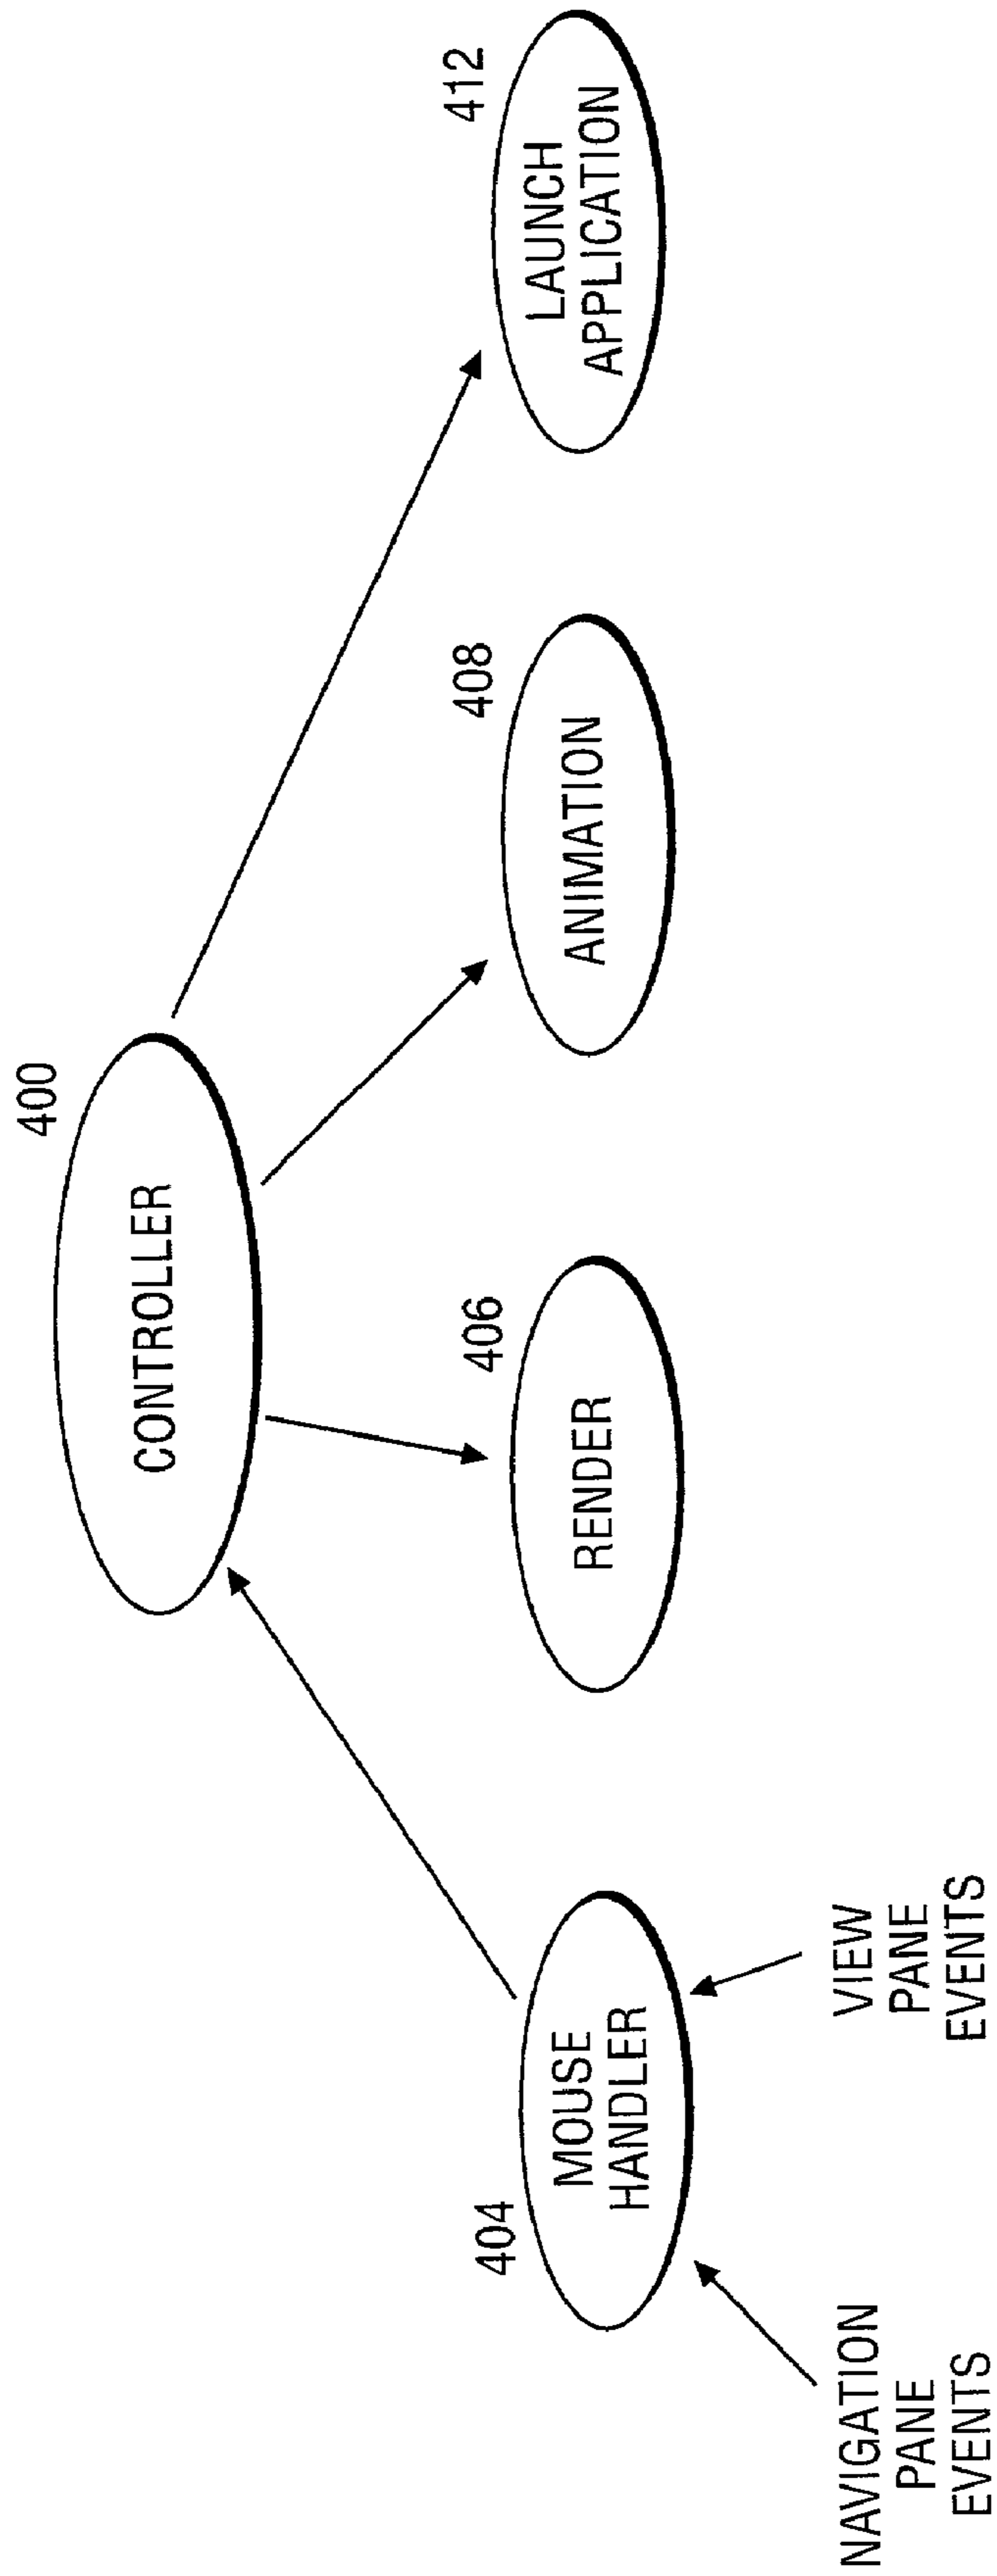 400
CONTROLLER
404
MOUSE
HANDLER
406
RENDER
408
ANIMATION
412
LAUNCH
APPLICATION
NAVIGATION
PANE
EVENTS
VIEW
PANE
EVENTS